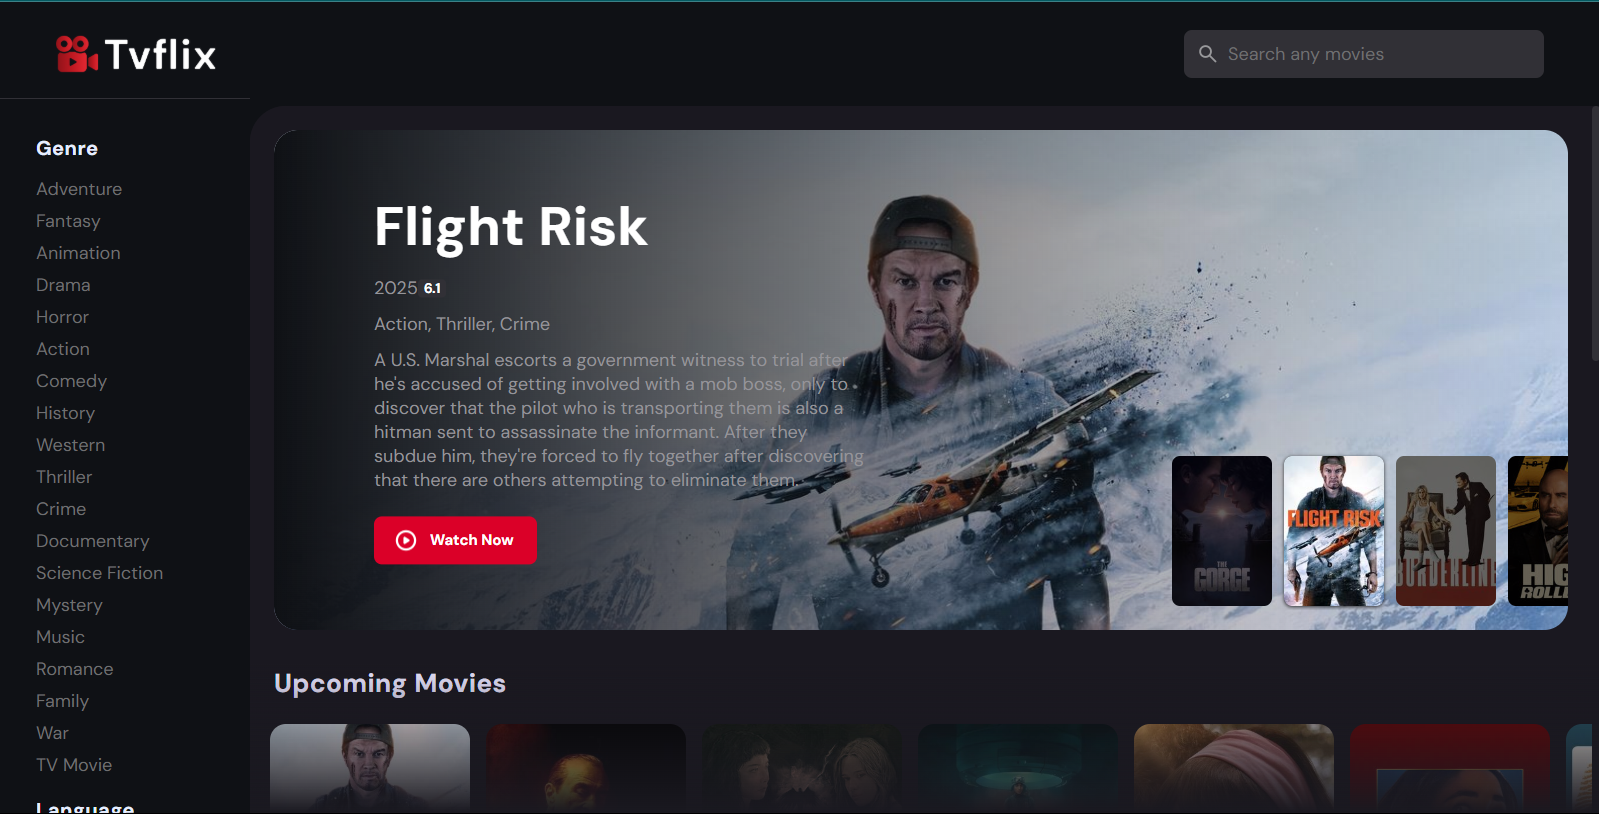 Tvflix
Search any movies
Genre
Adventure
Fantasy
Animation
Drama
Horror
Action
Comedy
History
Western
Thriller
Crime
Documentary
Science Fiction
Mystery
Music
Romance
Family
War
TV Movie
Language
Flight Risk
2025 6.1
Action, Thriller, Crime
A U.S. Marshal escorts a government witness to trial after
he's accused of getting involved with a mob boss, only to
discover that the pilot who is transporting them is also a
hitman sent to assassinate the informant. After they
subdue him, they're forced to fly together after discovering
that there are others attempting to eliminate them.
Watch Now
THE
GORGE
FLIGHT RISK
BORDERLINE
HIG
ROLL
Upcoming Movies